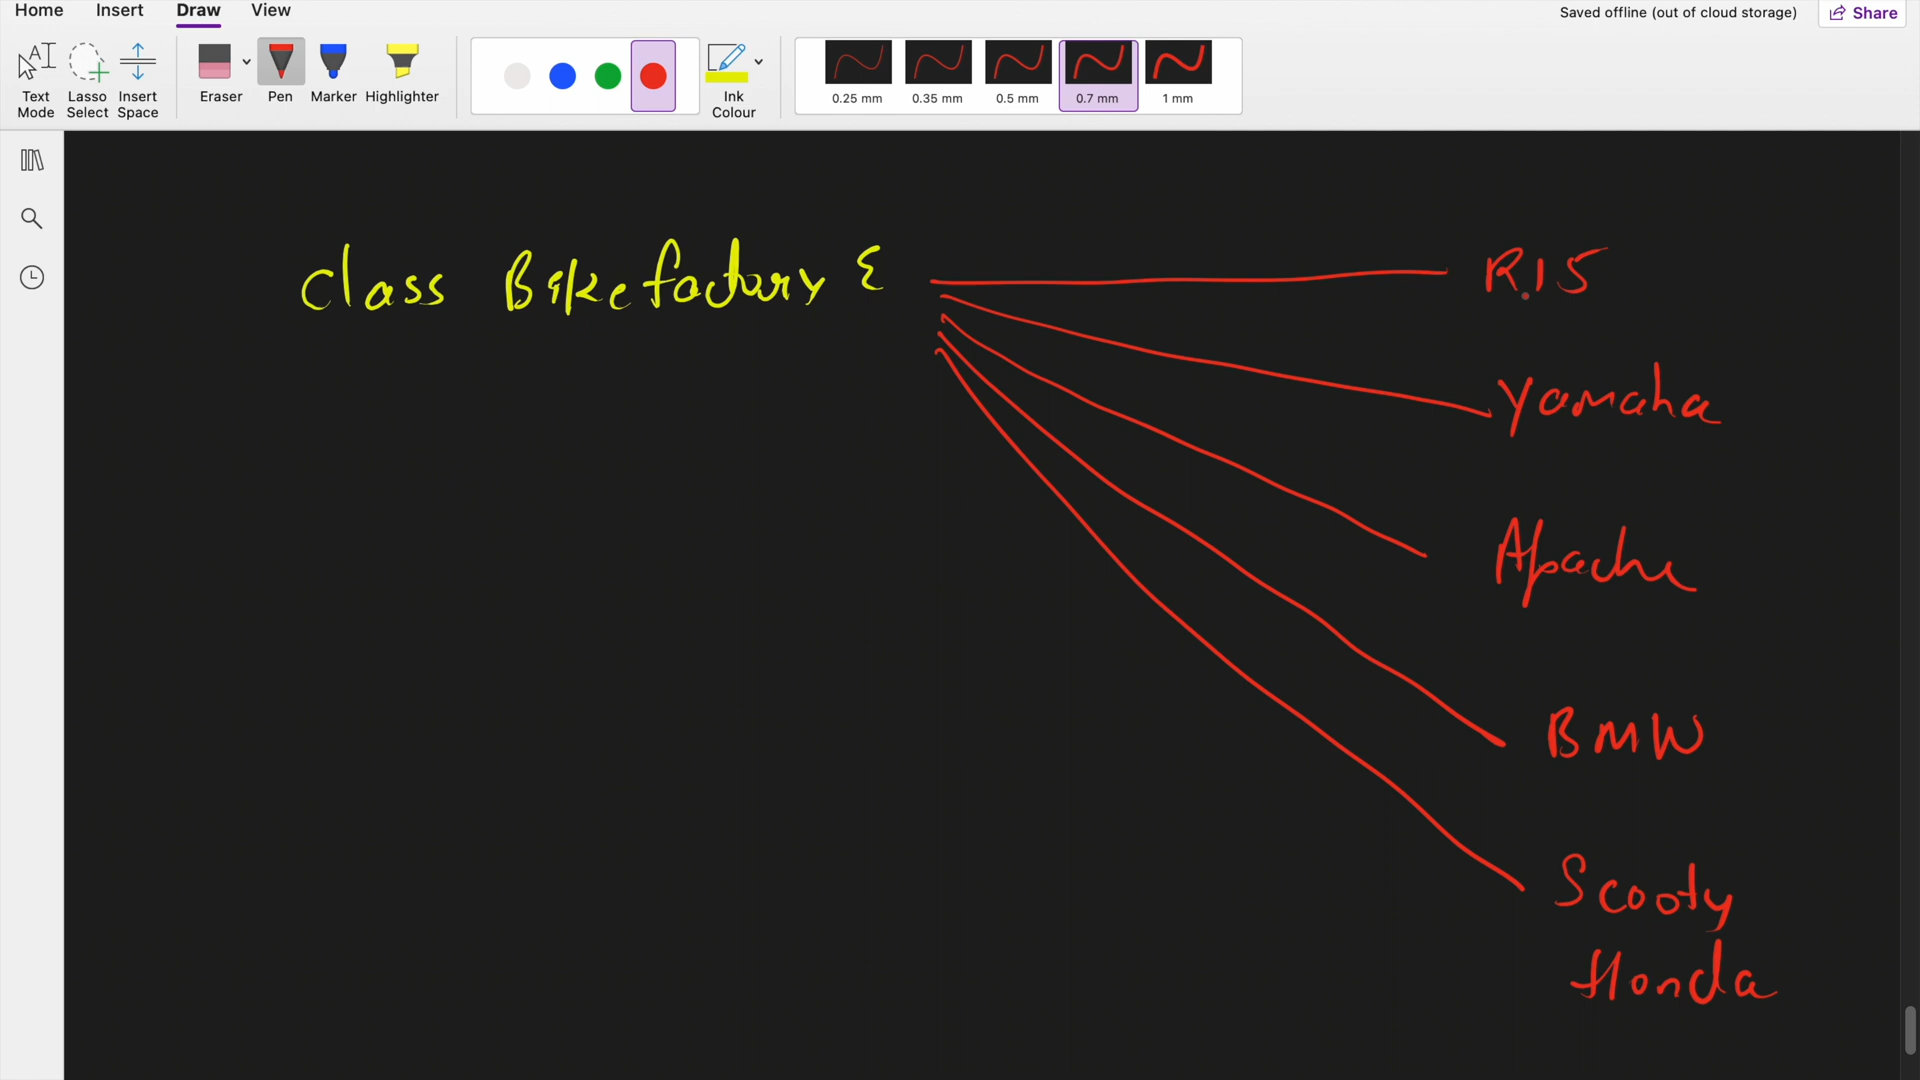 Home Insert Draw View
Saved offline (out of cloud storage) Share
Text Mode
Lasso Select
Insert Space
Eraser
Pen
Marker
Highlighter
Ink Colour
0.25 mm
0.35 mm
0.5 mm
0.7 mm
1 mm
class Bikefactory {
R15
Yamaha
Apache
BMW
Scooty
Honda